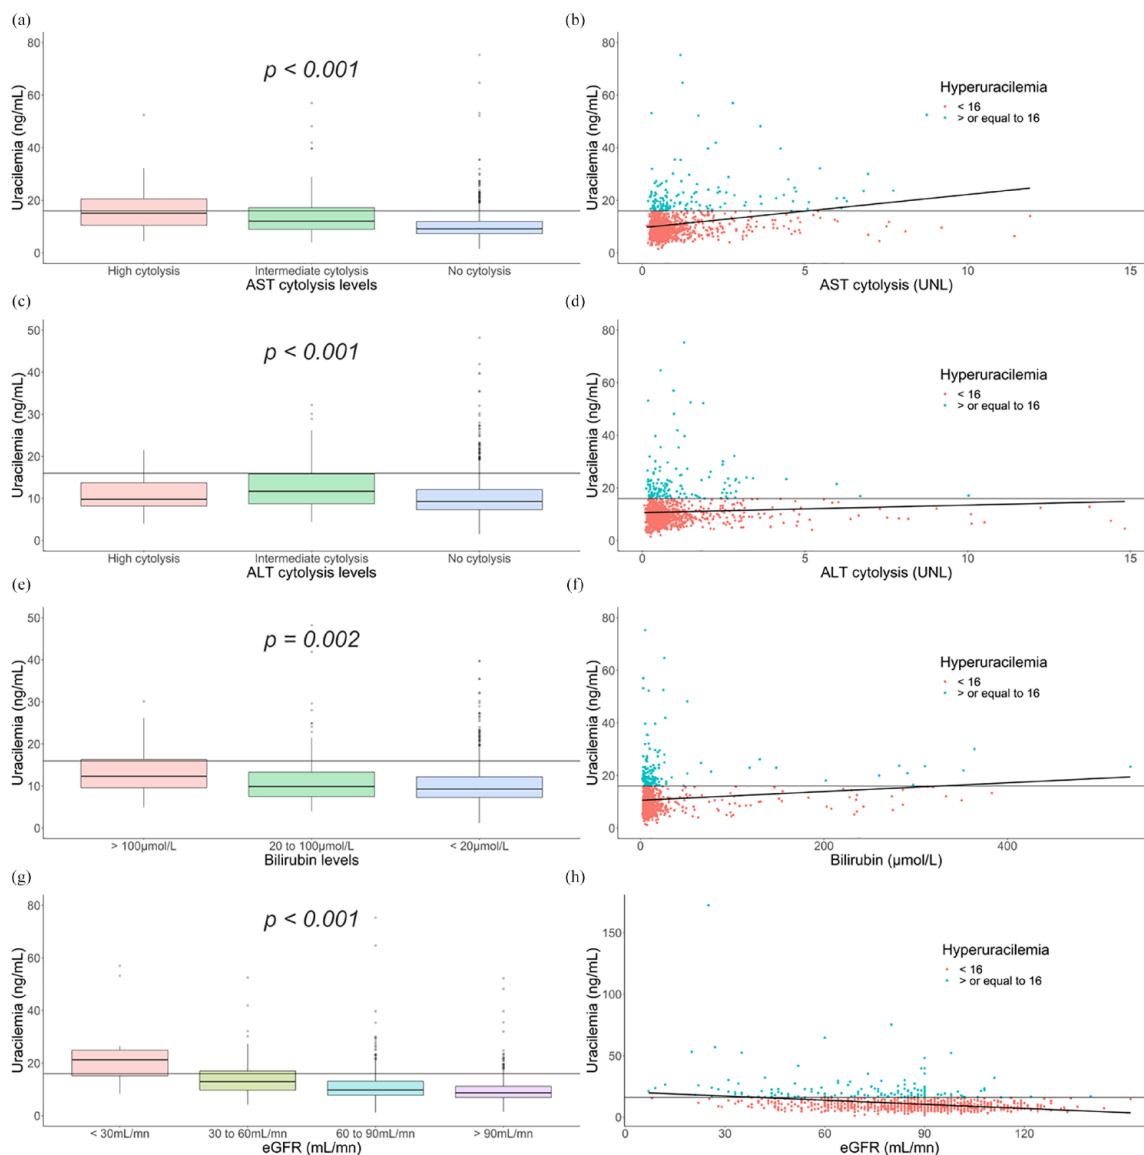 (a)
p < 0.001
Uracilemia (ng/mL)
80
60
40
20
0
High cytolysis
Intermediate cytolysis
No cytolysis
AST cytolysis levels
(b)
Uracilemia (ng/mL)
80
60
40
20
0
Hyperuracilemia
< 16
> or equal to 16
0
5
10
15
AST cytolysis (UNL)
(c)
p < 0.001
Uracilemia (ng/mL)
50
40
30
20
10
0
High cytolysis
Intermediate cytolysis
No cytolysis
ALT cytolysis levels
(d)
Uracilemia (ng/mL)
80
60
40
20
0
Hyperuracilemia
< 16
> or equal to 16
0
5
10
15
ALT cytolysis (UNL)
(e)
p = 0.002
Uracilemia (ng/mL)
50
40
30
20
10
0
> 100µmol/L
20 to 100µmol/L
< 20µmol/L
Bilirubin levels
(f)
Uracilemia (ng/mL)
80
60
40
20
0
Hyperuracilemia
< 16
> or equal to 16
0
200
400
Bilirubin (µmol/L)
(g)
p < 0.001
Uracilemia (ng/mL)
80
60
40
20
0
< 30mL/mn
30 to 60mL/mn
60 to 90mL/mn
> 90mL/mn
eGFR (mL/mn)
(h)
Uracilemia (ng/mL)
150
100
50
0
Hyperuracilemia
< 16
> or equal to 16
0
30
60
90
120
eGFR (mL/mn)